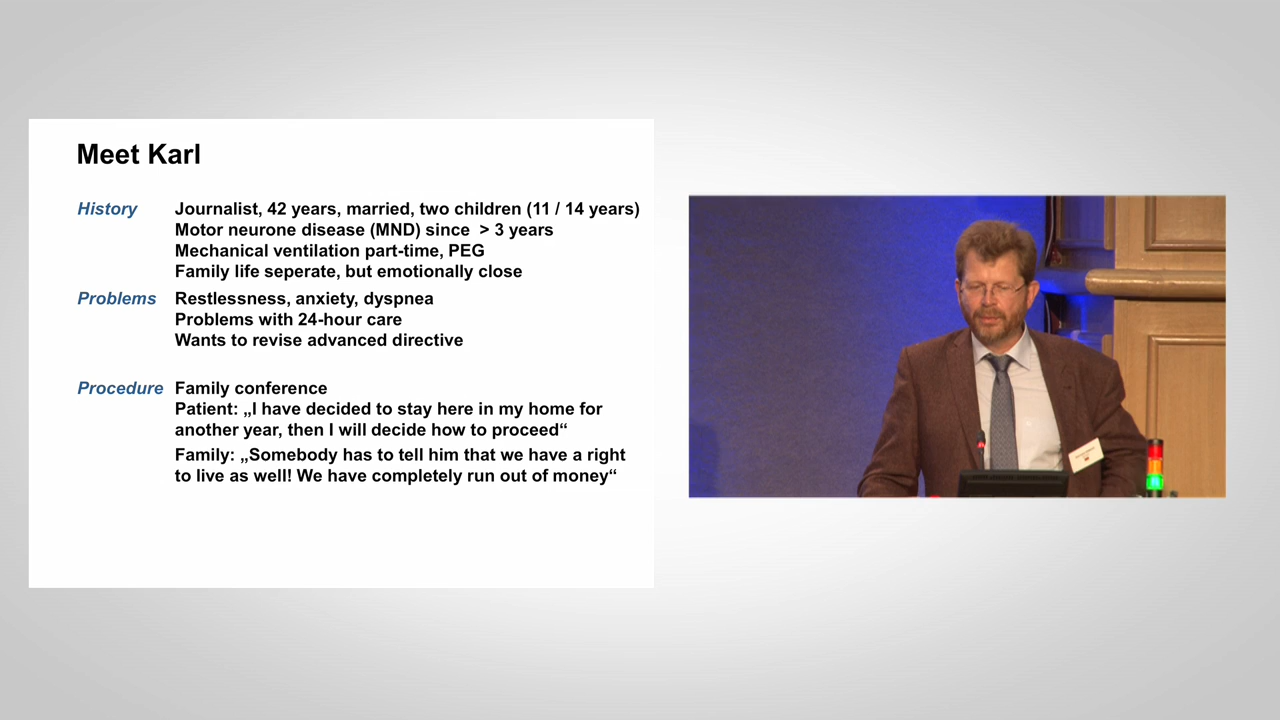 Meet Karl
History Journalist, 42 years, married, two children (11 / 14 years)
Motor neurone disease (MND) since > 3 years
Mechanical ventilation part-time, PEG
Family life seperate, but emotionally close
Problems Restlessness, anxiety, dyspnea
Problems with 24-hour care
Wants to revise advanced directive
Procedure Family conference
Patient: „I have decided to stay here in my home for
another year, then I will decide how to proceed“
Family: „Somebody has to tell him that we have a right
to live as well! We have completely run out of money“